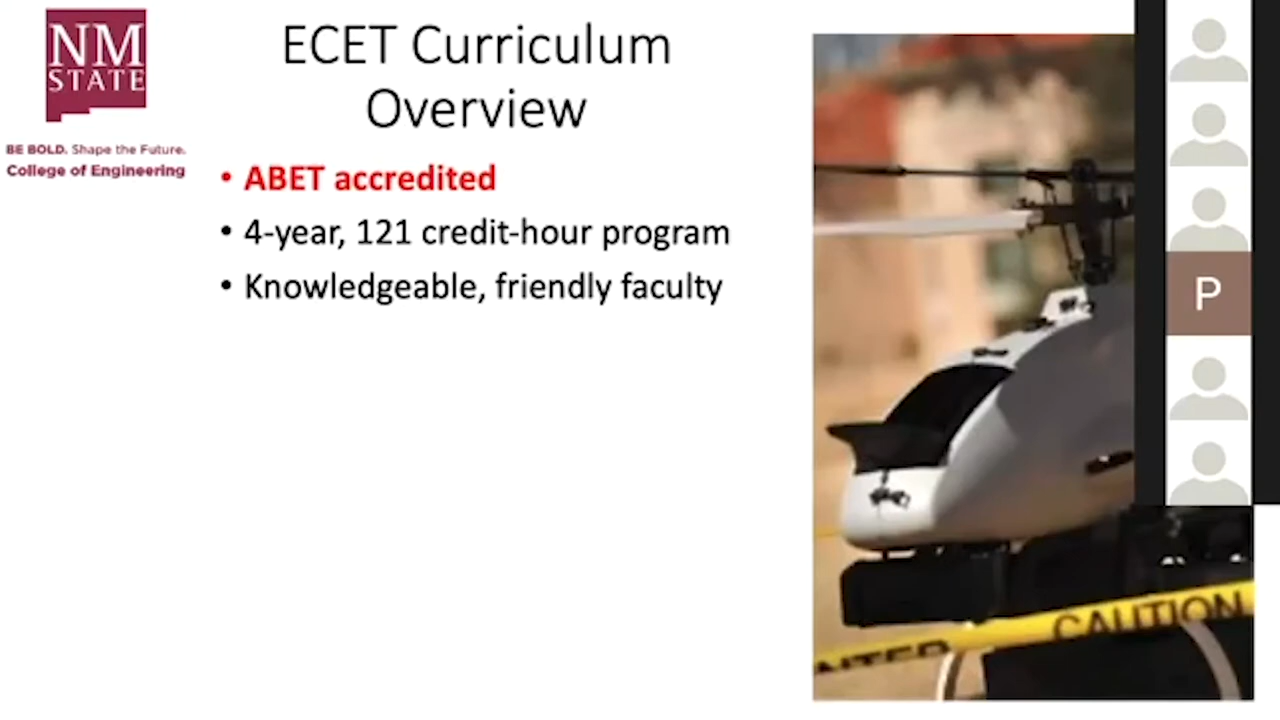 NM
STATE
BE BOLD. Shape the Future.
College of Engineering
ECET Curriculum
Overview
• ABET accredited
• 4-year, 121 credit-hour program
• Knowledgeable, friendly faculty
P
CAUTION